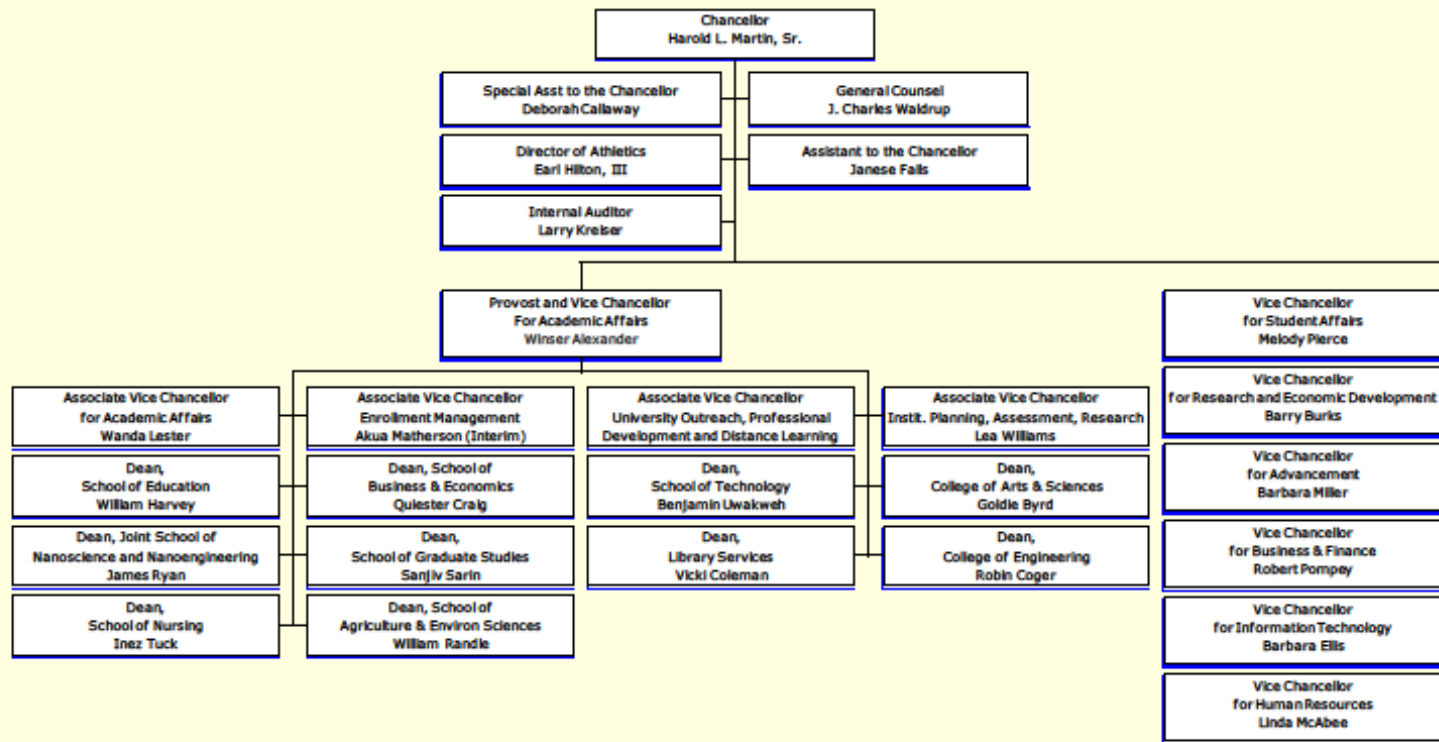 Chancellor
Harold L. Martin, Sr.
Special Asst to the Chancellor
Deborah Callaway
General Counsel
J. Charles Waldrup
Director of Athletics
Earl Hilton, III
Assistant to the Chancellor
Janese Falls
Internal Auditor
Larry Kreiser
Provost and Vice Chancellor
For Academic Affairs
Winser Alexander
Associate Vice Chancellor
for Academic Affairs
Wanda Lester
Associate Vice Chancellor
Enrollment Management
Akua Matherson (Interim)
Associate Vice Chancellor
University Outreach, Professional
Development and Distance Learning
Associate Vice Chancellor
Instit. Planning, Assessment, Research
Lea Williams
Dean,
School of Education
William Harvey
Dean, School of
Business & Economics
Quiester Craig
Dean,
School of Technology
Benjamin Uwakweh
Dean,
College of Arts & Sciences
Goldie Byrd
Dean, Joint School of
Nanoscience and Nanoengineering
James Ryan
Dean,
School of Graduate Studies
Sanjiv Sarin
Dean,
Library Services
Vicki Coleman
Dean,
College of Engineering
Robin Coger
Dean,
School of Nursing
Inez Tuck
Dean, School of
Agriculture & Environ Sciences
William Randle
Vice Chancellor
for Student Affairs
Melody Pierce
Vice Chancellor
for Research and Economic Development
Barry Burks
Vice Chancellor
for Advancement
Barbara Miller
Vice Chancellor
for Business & Finance
Robert Pompey
Vice Chancellor
for Information Technology
Barbara Ellis
Vice Chancellor
for Human Resources
Linda McAbee